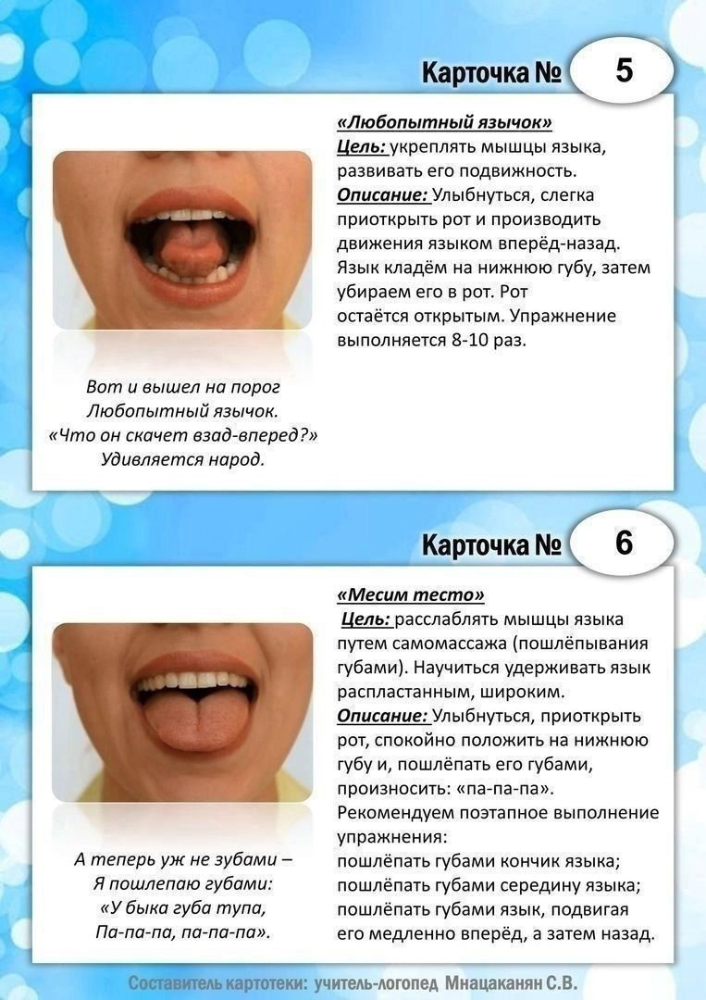 Карточка № 5
«Любопытный язычок»
Цель: укреплять мышцы языка,
развивать его подвижность.
Описание: Улыбнуться, слегка
приоткрыть рот и производить
движения языком вперёд-назад.
Язык кладём на нижнюю губу, затем
убираем его в рот. Рот
остаётся открытым. Упражнение
выполняется 8-10 раз.
Вот и вышел на порог
Любопытный язычок.
«Что он скачет взад-вперед?»
Удивляется народ.
Карточка № 6
«Месим тесто»
Цель: расслаблять мышцы языка
путем самомассажа (пошлёпывания
губами). Научиться удерживать язык
распластанным, широким.
Описание: Улыбнуться, приоткрыть
рот, спокойно положить на нижнюю
губу и, пошлёпать его губами,
произносить: «па-па-па».
Рекомендуем поэтапное выполнение
упражнения:
пошлёпать губами кончик языка;
пошлёпать губами середину языка;
пошлёпать губами язык, подвигая
его медленно вперёд, а затем назад.
А теперь уж не зубами –
Я пошлепаю губами:
«У быка губа тупа,
Па-па-па, па-па-па».
Составитель картотеки: учитель-логопед Мнацаканян С.В.